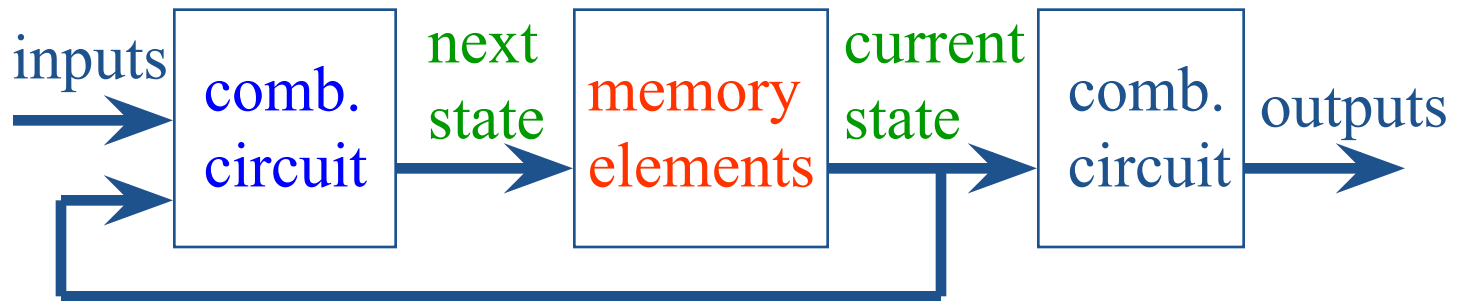 inputs
comb.
circuit
next
state
memory
elements
current
state
comb.
circuit
outputs